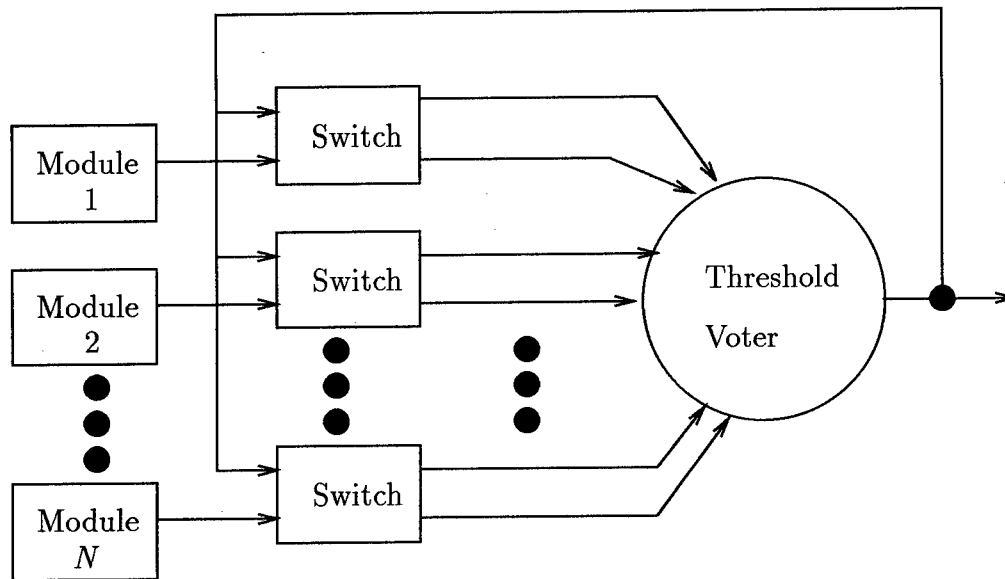 Switch
Module
1
Switch
Module
2
Threshold
Voter
Switch
Module
N